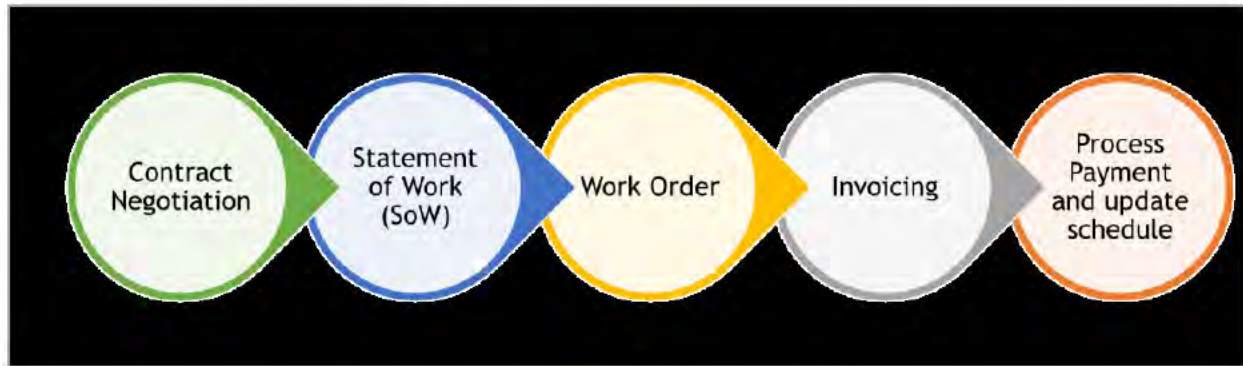 Contract
Negotiation
Statement
of Work
(SoW)
Work Order
Invoicing
Process
Payment
and update
schedule